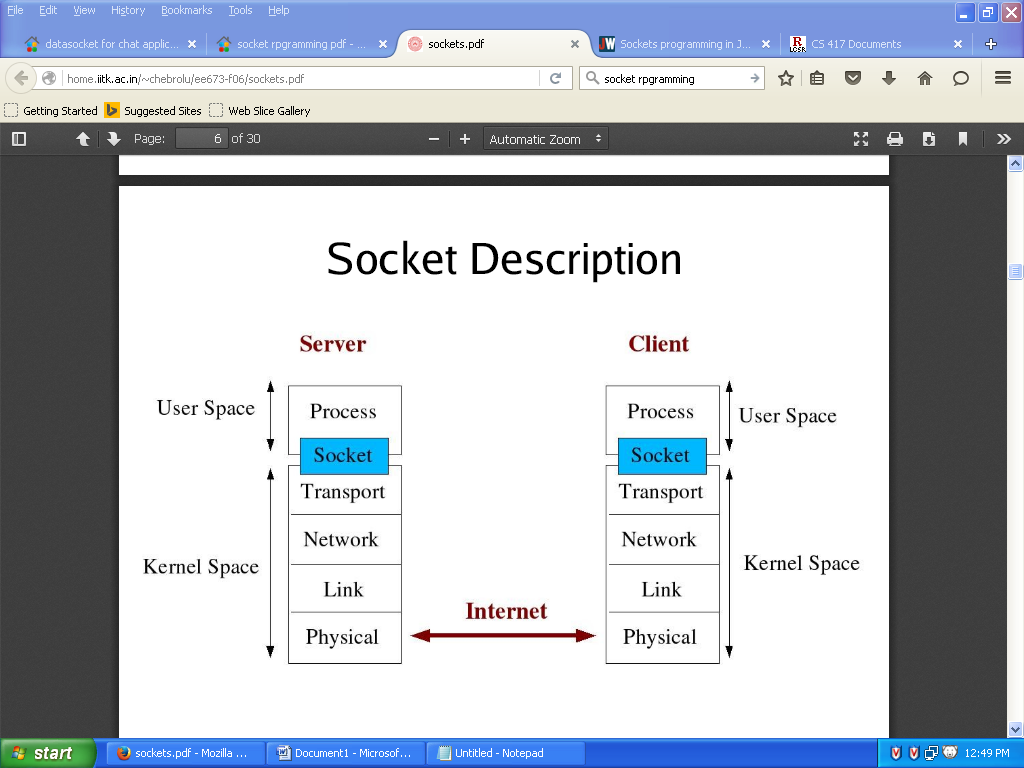 File Edit View History Bookmarks Tools Help
datasocket for chat applic... socket rpgramming pdf - ... sockets.pdf W Sockets programming in J... R LCSR CS 417 Documents
home.iitk.ac.in/~chebrolu/ee673-f06/sockets.pdf socket rpgramming
Getting Started Suggested Sites Web Slice Gallery
Page: 6 of 30 Automatic Zoom
Socket Description
Server Client
User Space Process Process User Space
Socket Socket
Transport Transport
Network Network
Kernel Space Kernel Space
Link Link
Internet
Physical Physical
start sockets.pdf - Mozilla ... Document1 - Microsof... Untitled - Notepad 12:49 PM